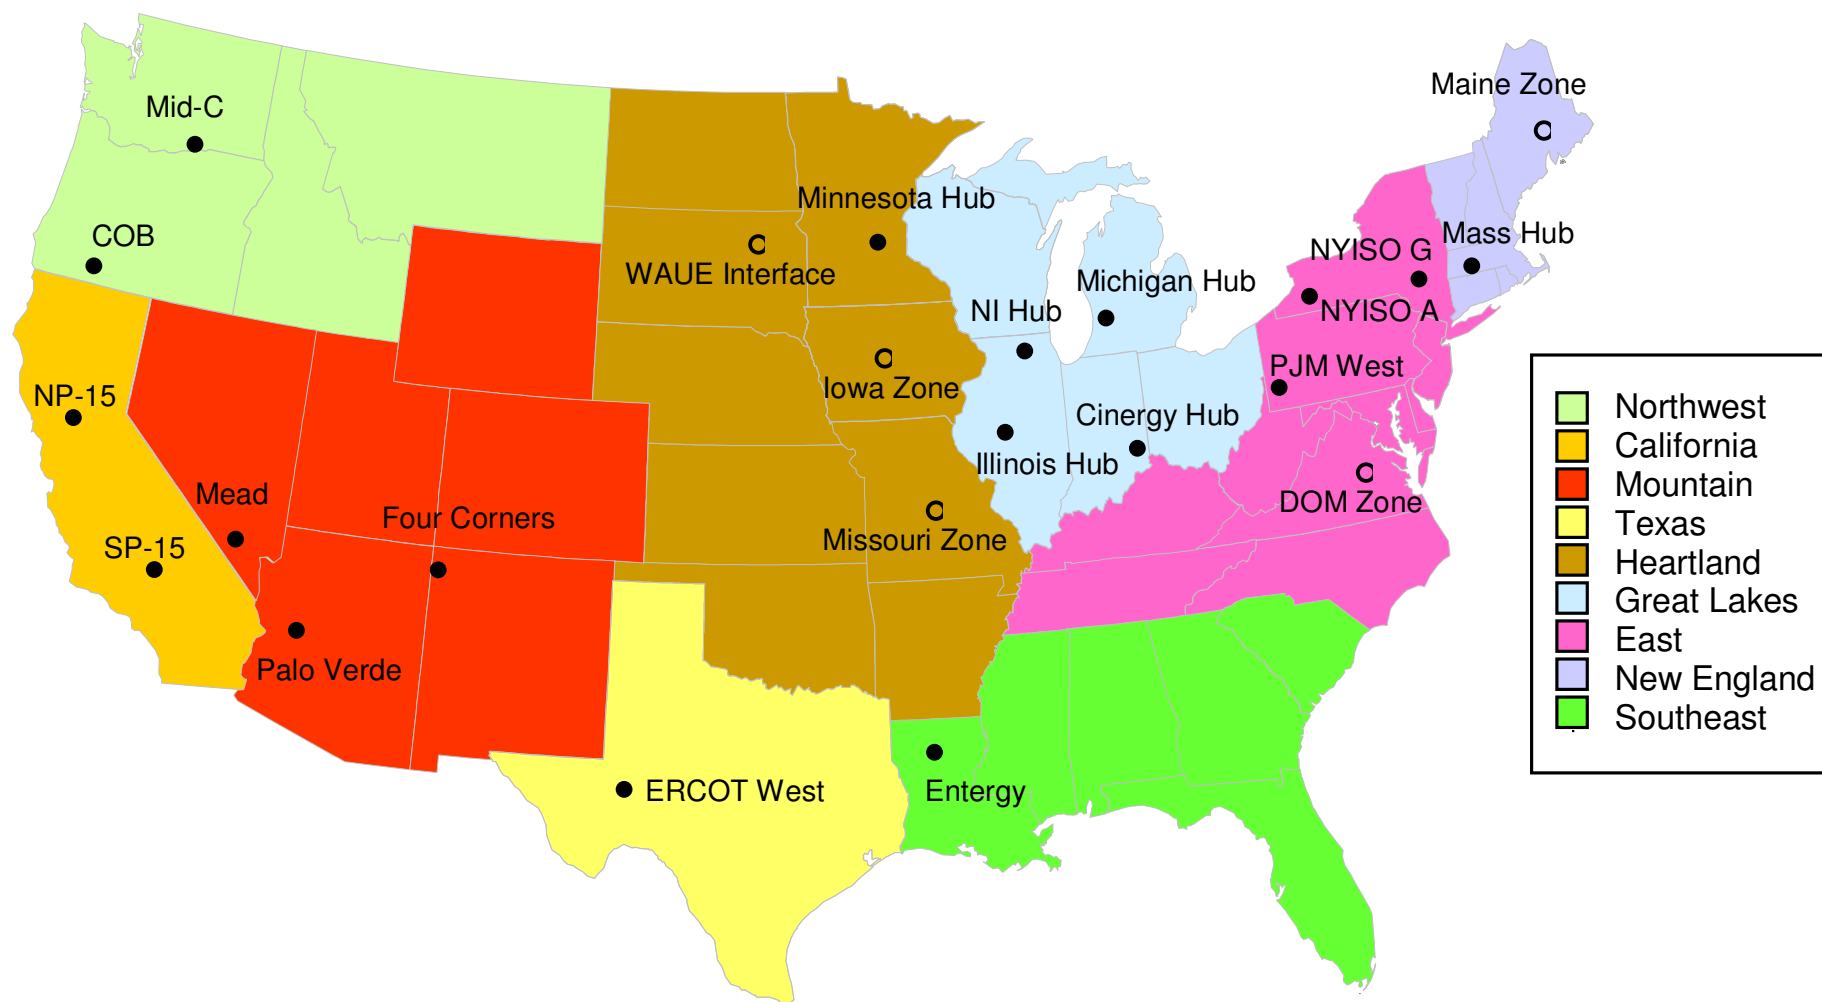 Maine Zone
Mid-C
Minnesota Hub
COB
Mass Hub
NYISO G
WAUE Interface
Michigan Hub
NI Hub
NYISO A
PJM West
Iowa Zone
NP-15
Cinergy Hub
Illinois Hub
Mead
DOM Zone
Four Corners
Missouri Zone
SP-15
Palo Verde
ERCOT West
Entergy
Northwest
California
Mountain
Texas
Heartland
Great Lakes
East
New England
Southeast